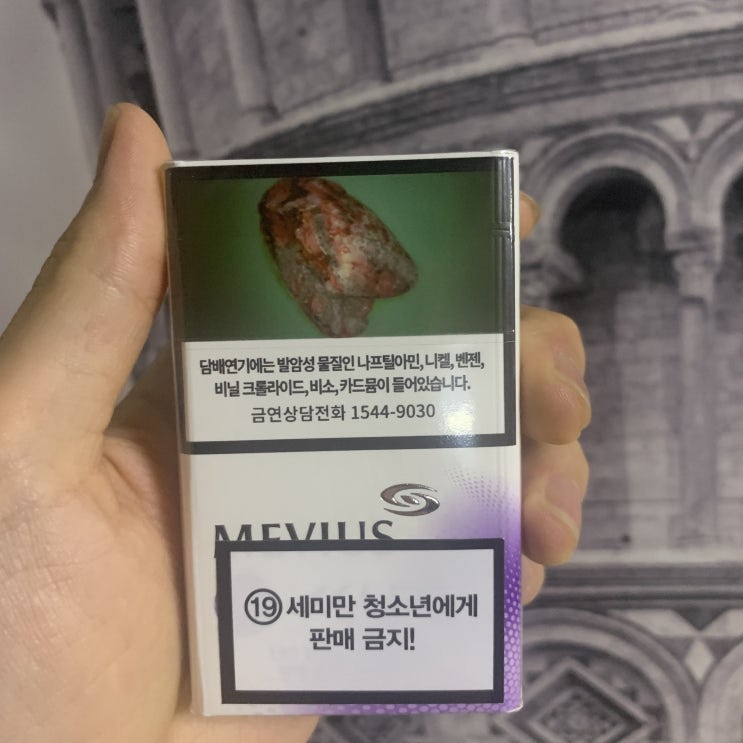 담배연기에는 발암성 물질인 나프틸아민, 니켈, 벤젠,
비닐 크롤라이드, 비소, 카드뮴이 들어있습니다.
금연상담전화 1544-9030
MEVIUS
19세미만 청소년에게
판매 금지!